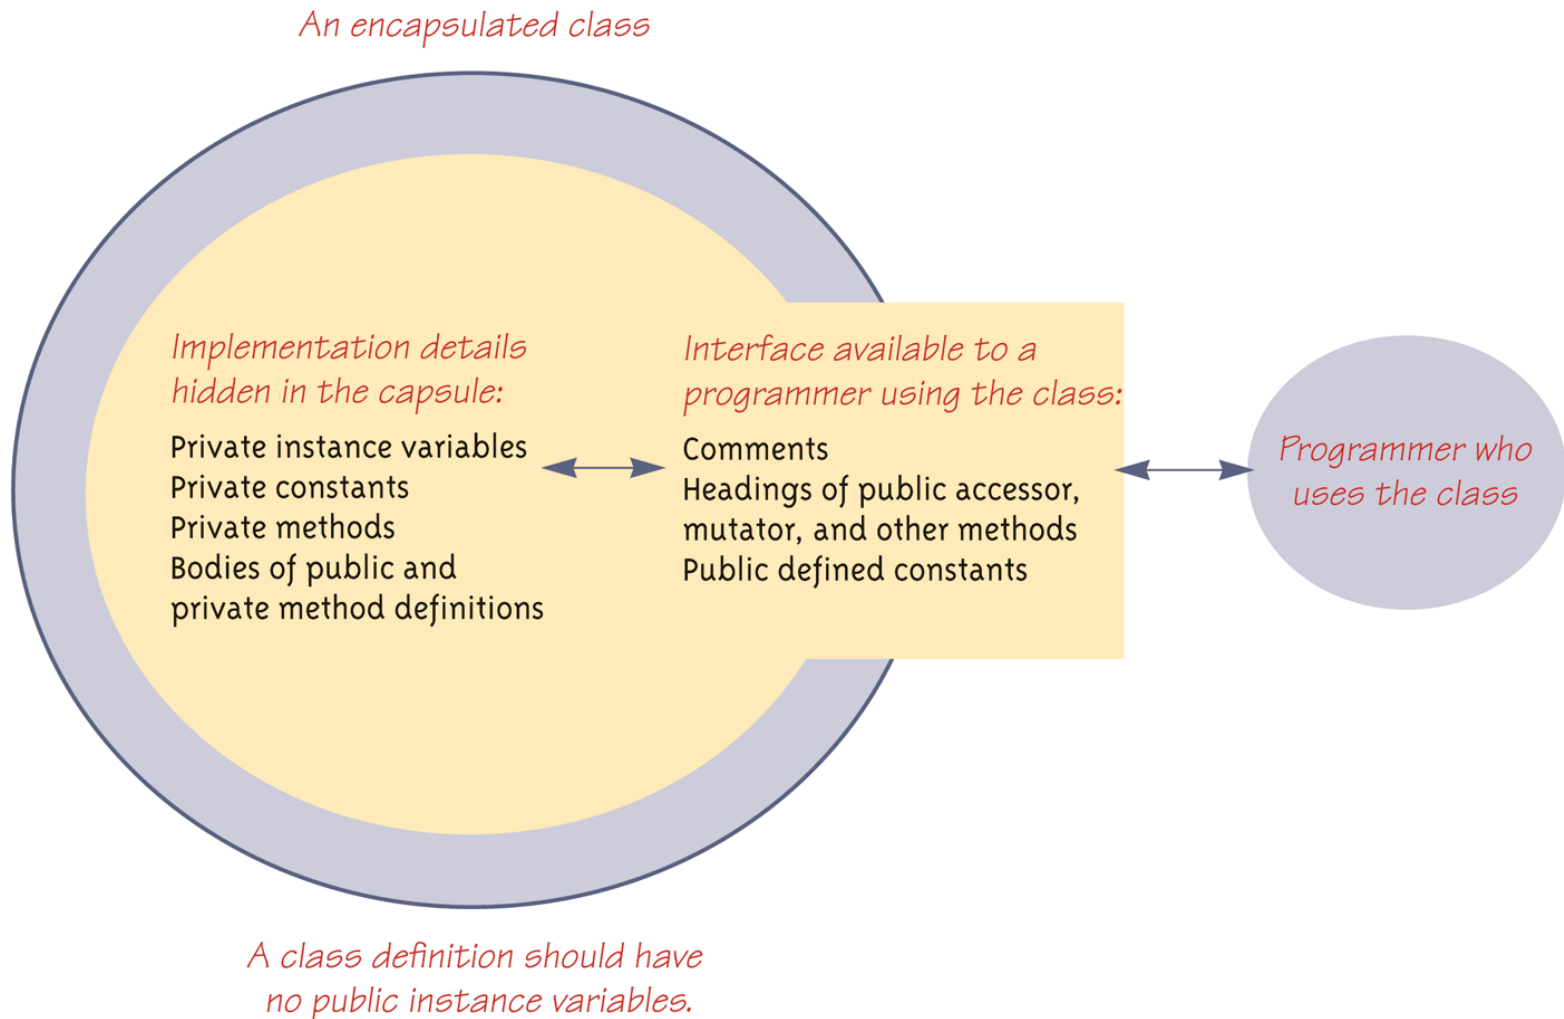 An encapsulated class
Implementation details
hidden in the capsule:
Private instance variables
Private constants
Private methods
Bodies of public and
private method definitions
Interface available to a
programmer using the class:
Comments
Headings of public accessor,
mutator, and other methods
Public defined constants
Programmer who
uses the class
A class definition should have
no public instance variables.